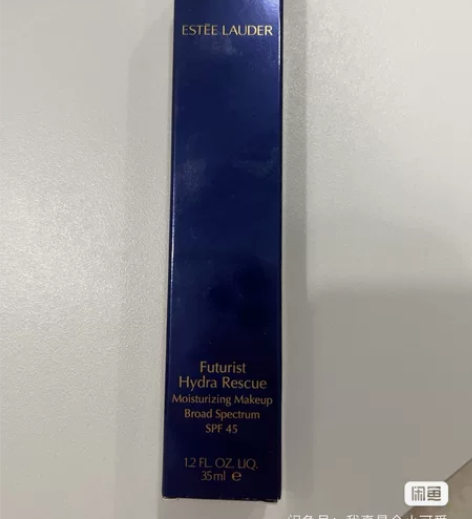 ESTĒE LAUDER
Futurist
Hydra Rescue
Moisturizing Makeup
Broad Spectrum
SPF 45
1.2 FL. OZ. LIQ.
35ml ℮
闲鱼